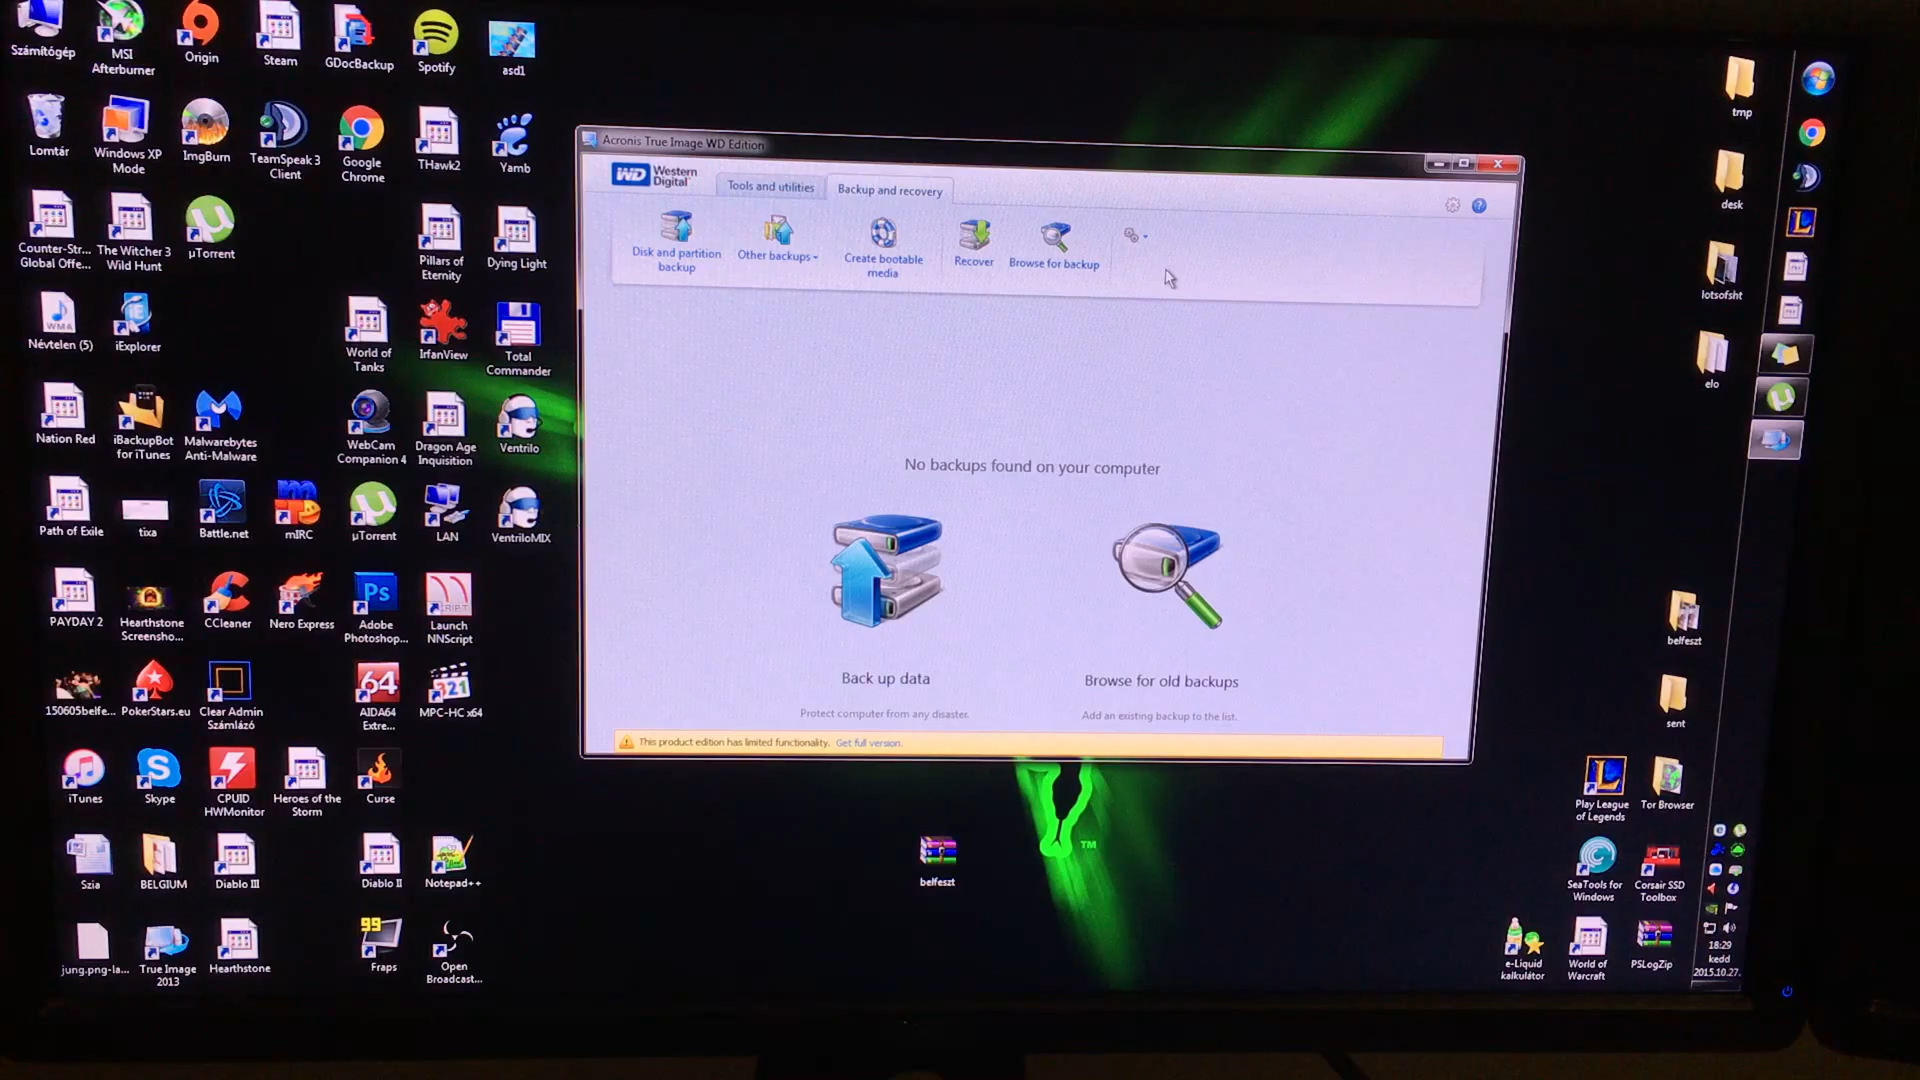 Számítógép
MSI
Afterburner
Origin
Steam
GDocBackup
Spotify
asd1
Lomtár
Windows XP
Mode
ImgBurn
TeamSpeak 3
Client
Google
Chrome
THawk2
Yamb
Counter-Str...
Global Offe...
The Witcher 3
Wild Hunt
µTorrent
Pillars of
Eternity
Dying Light
WMA
Névtelen (5)
iExplorer
World of
Tanks
IrfanView
Total
Commander
Nation Red
iBackupBot
for iTunes
Malwarebytes
Anti-Malware
WebCam
Companion 4
Dragon Age
Inquisition
Ventrilo
Path of Exile
tixa
Battle.net
mIRC
µTorrent
LAN
VentriloMIX
PAYDAY 2
Hearthstone
Screensho...
CCleaner
Nero Express
Ps
Adobe
Photoshop...
Launch
NNScript
150605belfe...
PokerStars.eu
Clear Admin
Számlázó
64
AIDA64
Extre...
321
MPC-HC x64
iTunes
Skype
CPUID
HWMonitor
Heroes of the
Storm
Curse
Szia
BELGIUM
Diablo III
Diablo II
Notepad++
jung.png-la...
True Image
2013
Hearthstone
99
Fraps
Open
Broadcast...
Acronis True Image WD Edition
WD Western
Digital
Tools and utilities
Backup and recovery
Disk and partition
backup
Other backups
Create bootable
media
Recover
Browse for backup
No backups found on your computer
Back up data
Protect computer from any disaster.
Browse for old backups
Add an existing backup to the list.
This product edition has limited functionality. Get full version.
TM
belfeszt
tmp
desk
lotsofsht
elo
belfeszt
sent
Play League
of Legends
Tor Browser
SeaTools for
Windows
Corsair SSD
Toolbox
e-Liquid
kalkulátor
World of
Warcraft
PSLogZip
18:29
kedd
2015.10.27.